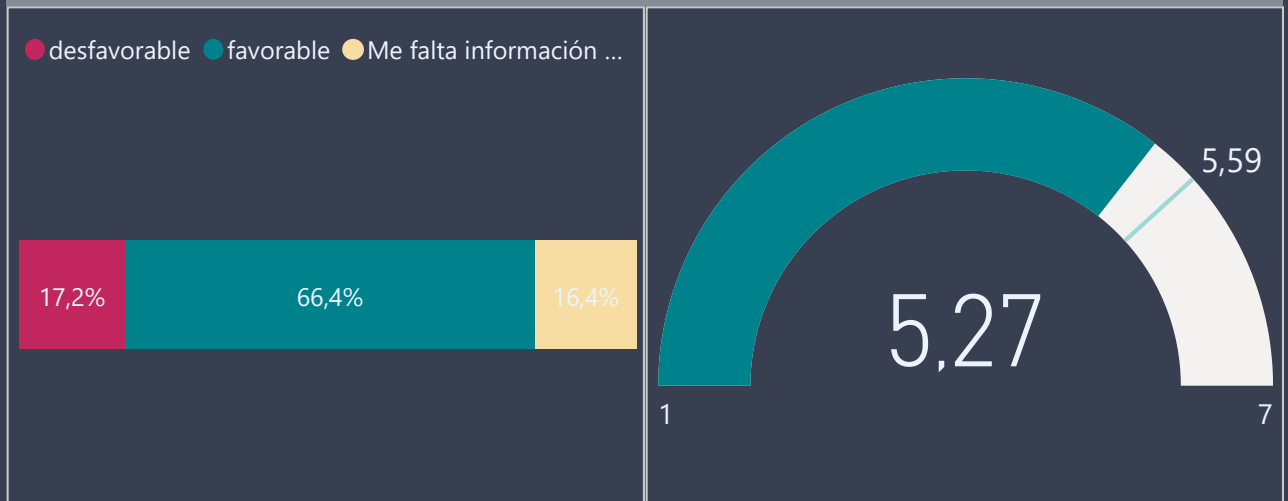 desfavorable favorable Me falta información ...
17,2% 66,4% 16,4%
5,59
5,27
1 7